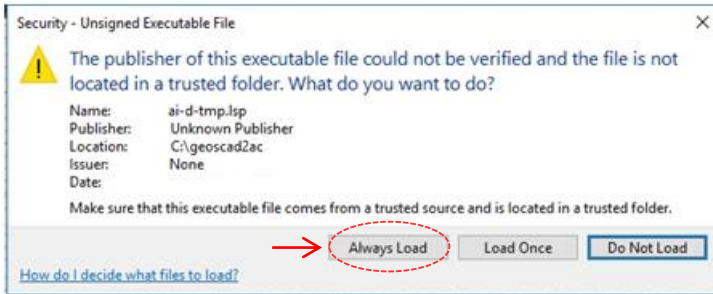 Security - Unsigned Executable File
The publisher of this executable file could not be verified and the file is not
located in a trusted folder. What do you want to do?
Name: ai-d-tmp.lsp
Publisher: Unknown Publisher
Location: C:\geoscad2ac
Issuer: None
Date:
Make sure that this executable file comes from a trusted source and is located in a trusted folder.
Always Load Load Once Do Not Load
How do I decide what files to load?